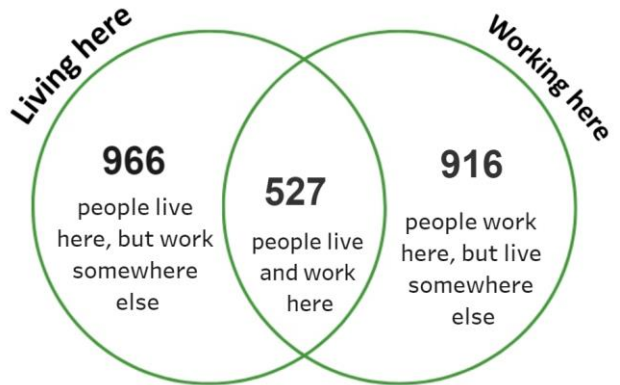 Living here
Working here
966
people live
here, but work
somewhere
else
527
people live
and work
here
916
people work
here, but live
somewhere
else